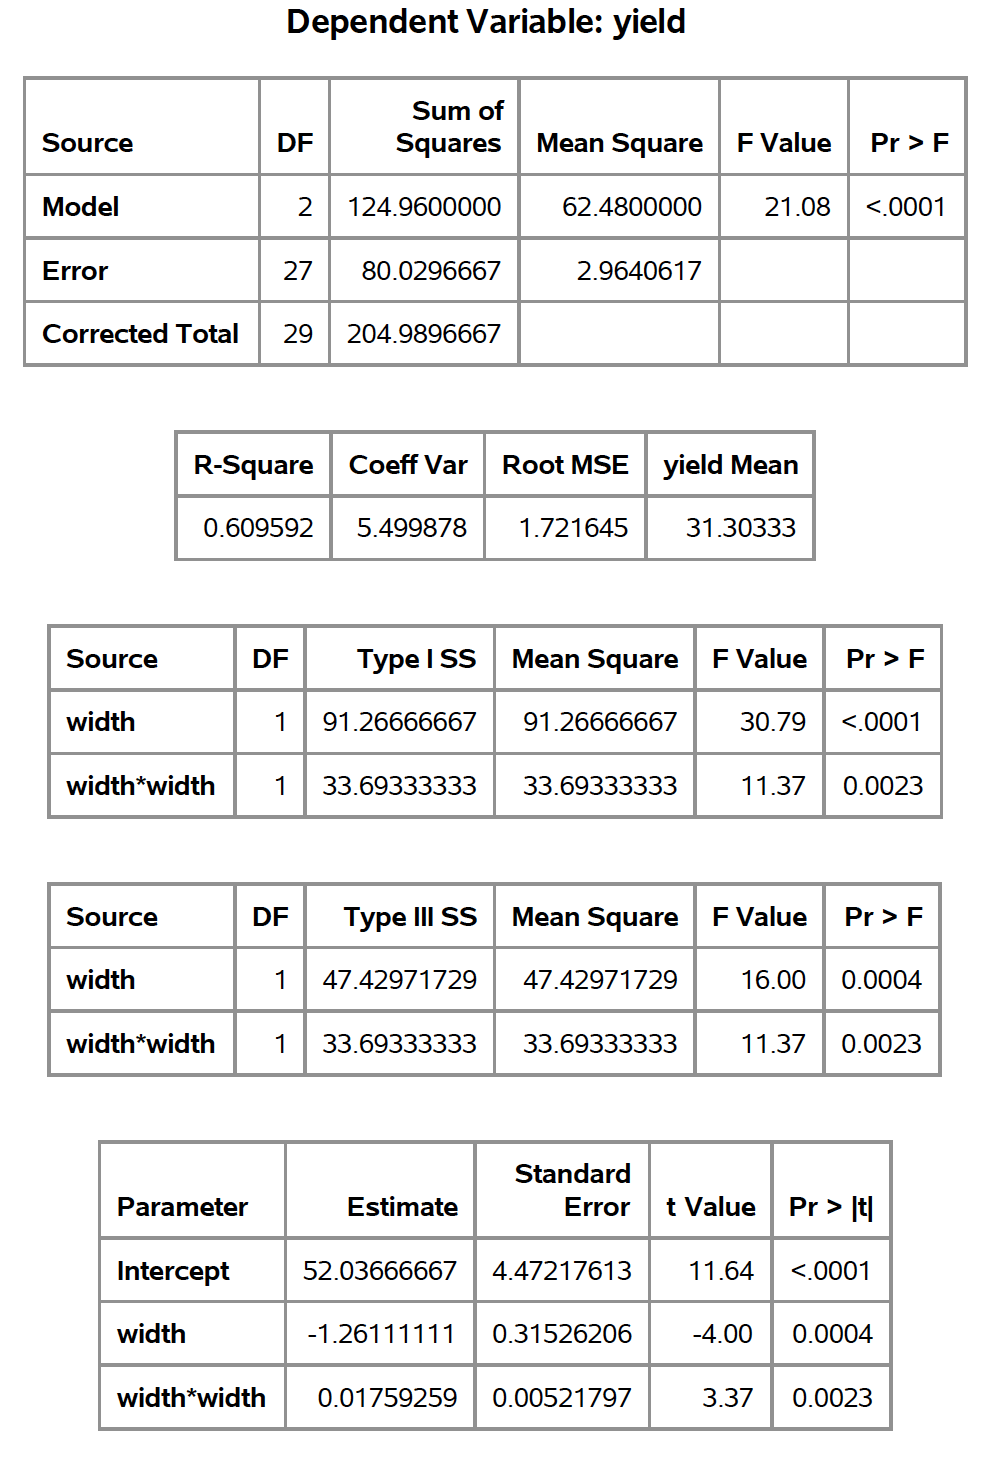 Dependent Variable: yield
Sum of
Source DF Squares Mean Square F Value Pr > F
Model 2 124.9600000 62.4800000 21.08 <.0001
Error 27 80.0296667 2.9640617
Corrected Total 29 204.9896667
R-Square Coeff Var Root MSE yield Mean
0.609592 5.499878 1.721645 31.30333
Source DF Type I SS Mean Square F Value Pr > F
width 1 91.26666667 91.26666667 30.79 <.0001
width*width 1 33.69333333 33.69333333 11.37 0.0023
Source DF Type III SS Mean Square F Value Pr > F
width 1 47.42971729 47.42971729 16.00 0.0004
width*width 1 33.69333333 33.69333333 11.37 0.0023
Standard
Parameter Estimate Error t Value Pr > |t|
Intercept 52.03666667 4.47217613 11.64 <.0001
width -1.26111111 0.31526206 -4.00 0.0004
width*width 0.01759259 0.00521797 3.37 0.0023